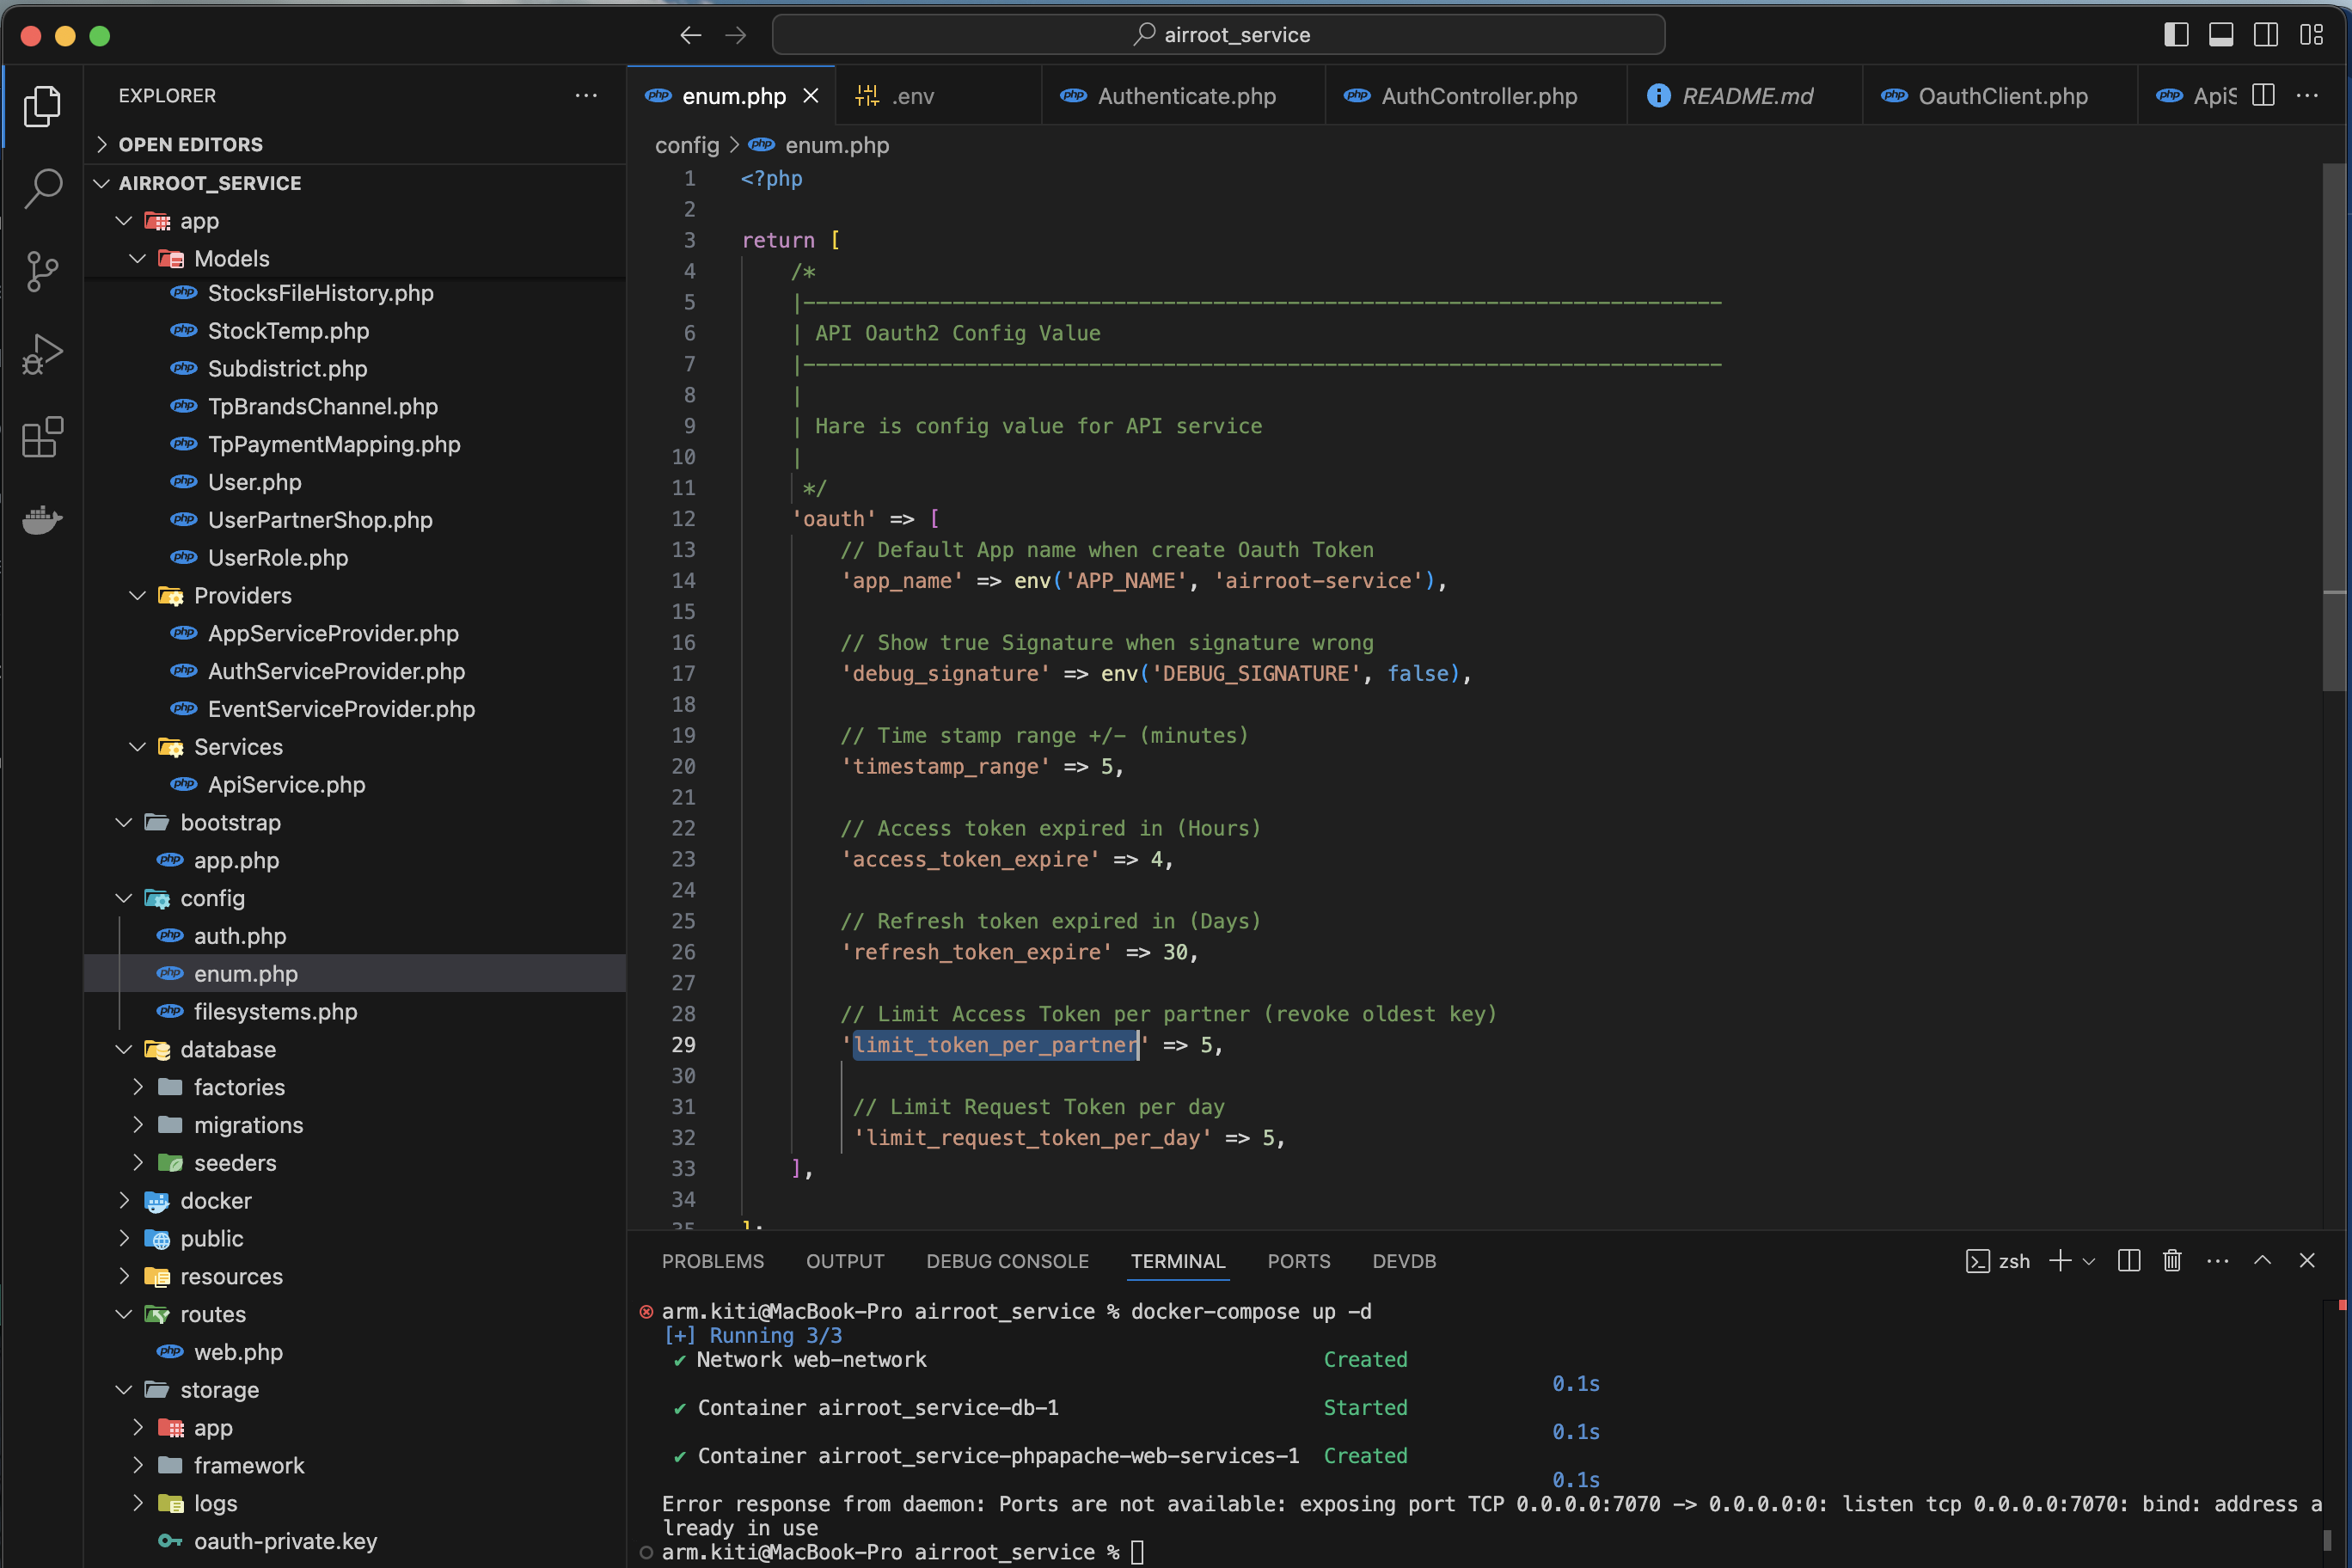 airroot_service
EXPLORER
OPEN EDITORS
AIRROOT_SERVICE
app
Models
StocksFileHistory.php
StockTemp.php
Subdistrict.php
TpBrandsChannel.php
TpPaymentMapping.php
User.php
UserPartnerShop.php
UserRole.php
Providers
AppServiceProvider.php
AuthServiceProvider.php
EventServiceProvider.php
Services
ApiService.php
bootstrap
app.php
config
auth.php
enum.php
filesystems.php
database
factories
migrations
seeders
docker
public
resources
routes
web.php
storage
app
framework
logs
oauth-private.key
enum.php
.env
Authenticate.php
AuthController.php
README.md
OauthClient.php
ApiS
config > enum.php
1 <?php
2
3 return [
4 /*
5 |--------------------------------------------------------------------------
6 | API Oauth2 Config Value
7 |--------------------------------------------------------------------------
8 |
9 | Hare is config value for API service
10 |
11 */
12 'oauth' => [
13 // Default App name when create Oauth Token
14 'app_name' => env('APP_NAME', 'airroot-service'),
15
16 // Show true Signature when signature wrong
17 'debug_signature' => env('DEBUG_SIGNATURE', false),
18
19 // Time stamp range +/- (minutes)
20 'timestamp_range' => 5,
21
22 // Access token expired in (Hours)
23 'access_token_expire' => 4,
24
25 // Refresh token expired in (Days)
26 'refresh_token_expire' => 30,
27
28 // Limit Access Token per partner (revoke oldest key)
29 'limit_token_per_partner' => 5,
30
31 // Limit Request Token per day
32 'limit_request_token_per_day' => 5,
33 ],
34
35 ];
PROBLEMS OUTPUT DEBUG CONSOLE TERMINAL PORTS DEVDB
zsh
arm.kiti@MacBook-Pro airroot_service % docker-compose up -d
[+] Running 3/3
✔ Network web-network Created
0.1s
✔ Container airroot_service-db-1 Started
0.1s
✔ Container airroot_service-phpapache-web-services-1 Created
0.1s
Error response from daemon: Ports are not available: exposing port TCP 0.0.0.0:7070 -> 0.0.0.0:0: listen tcp 0.0.0.0:7070: bind: address a
lready in use
arm.kiti@MacBook-Pro airroot_service %